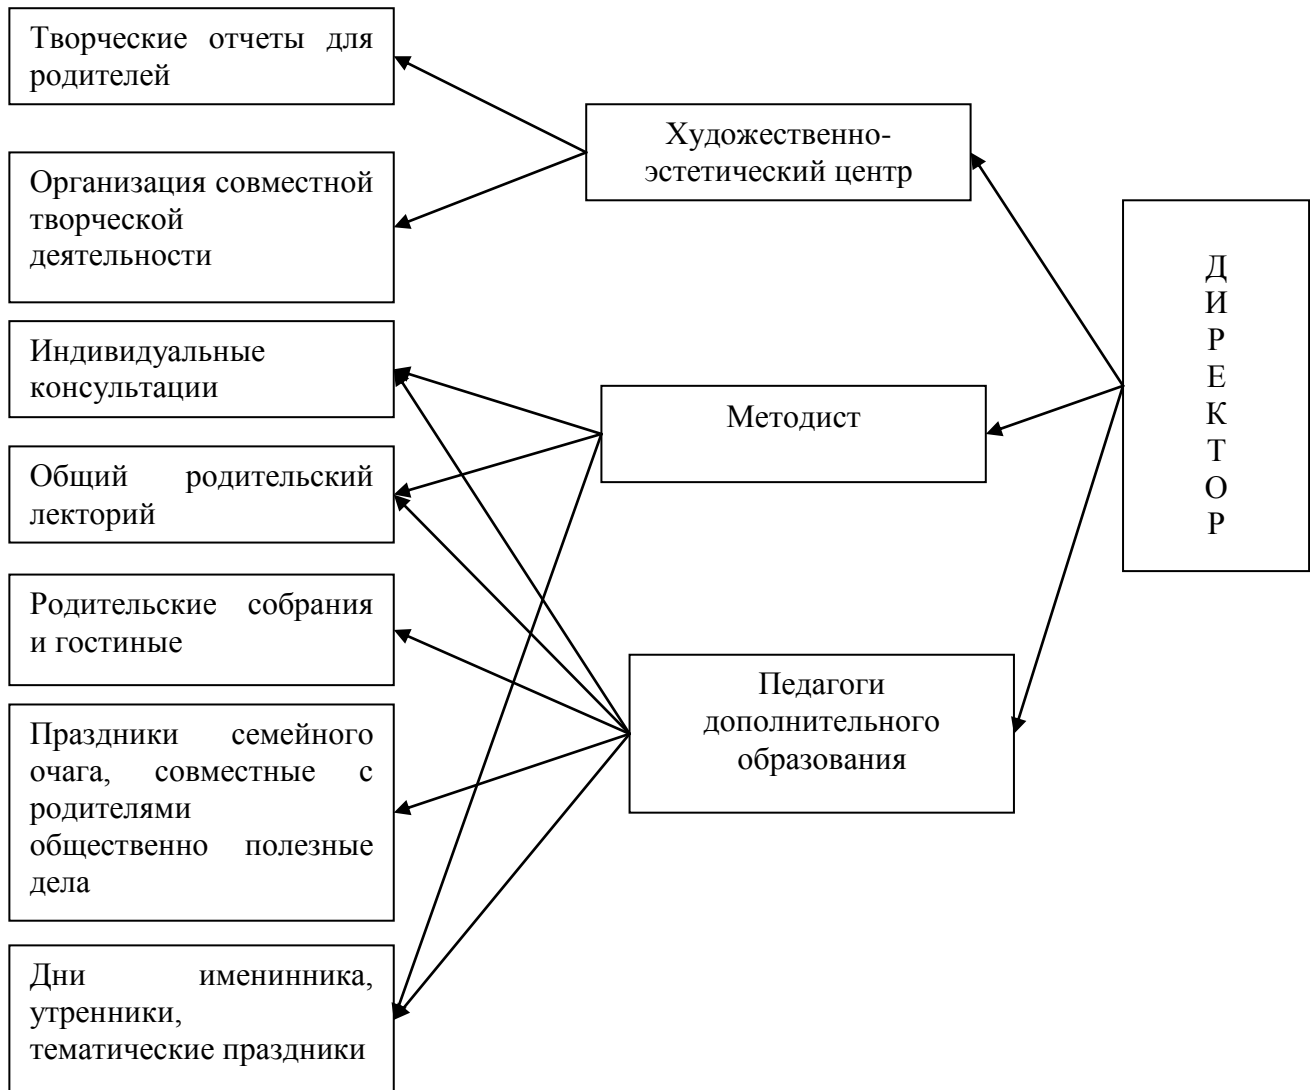 Творческие отчеты для
родителей
Организация совместной
творческой
деятельности
Индивидуальные
консультации
Общий родительский
лекторий
Родительские собрания
и гостиные
Праздники семейного
очага, совместные с
родителями
общественно полезные
дела
Дни именинника,
утренники,
тематические праздники
Художественно-
эстетический центр
Методист
Педагоги
дополнительного
образования
Д
И
Р
Е
К
Т
О
Р